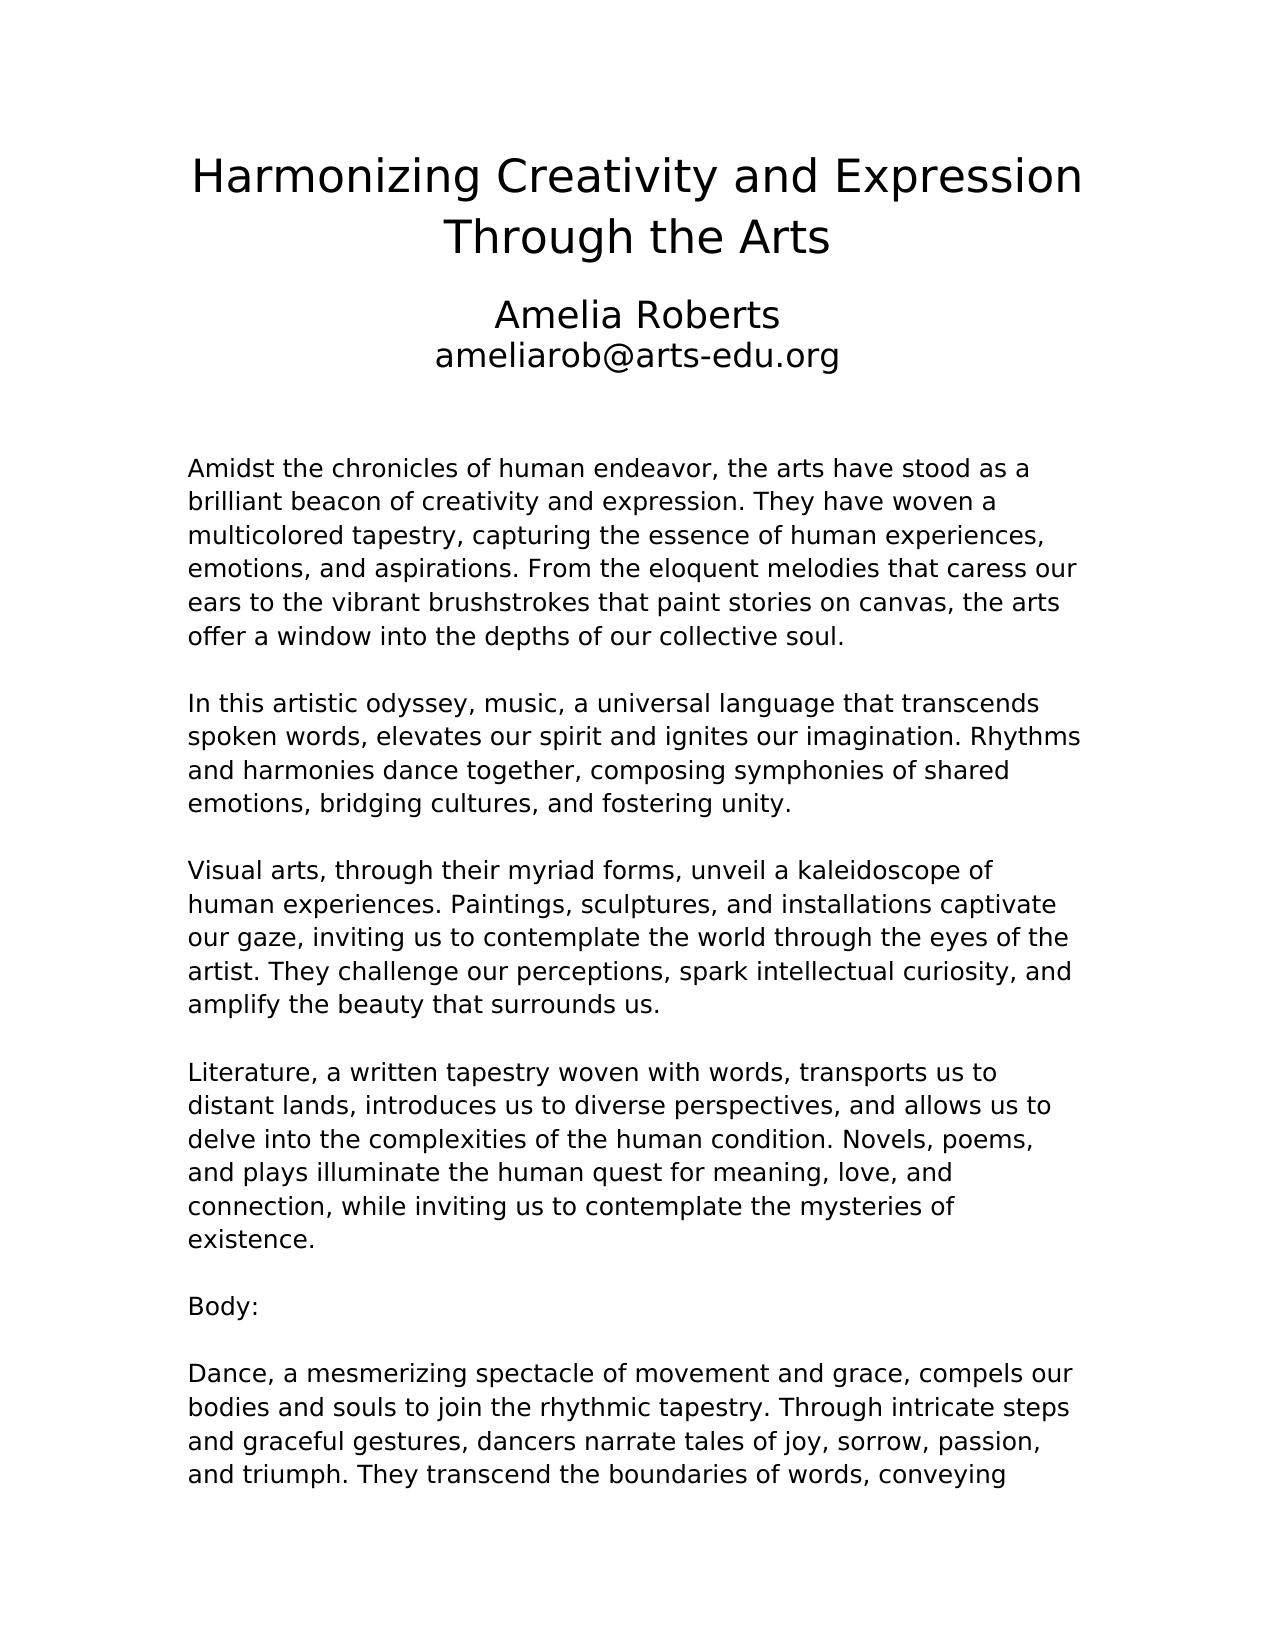 Harmonizing Creativity and Expression
Through the Arts
Amelia Roberts
ameliarob@arts-edu.org
Amidst the chronicles of human endeavor, the arts have stood as a
brilliant beacon of creativity and expression. They have woven a
multicolored tapestry, capturing the essence of human experiences,
emotions, and aspirations. From the eloquent melodies that caress our
ears to the vibrant brushstrokes that paint stories on canvas, the arts
offer a window into the depths of our collective soul.
In this artistic odyssey, music, a universal language that transcends
spoken words, elevates our spirit and ignites our imagination. Rhythms
and harmonies dance together, composing symphonies of shared
emotions, bridging cultures, and fostering unity.
Visual arts, through their myriad forms, unveil a kaleidoscope of
human experiences. Paintings, sculptures, and installations captivate
our gaze, inviting us to contemplate the world through the eyes of the
artist. They challenge our perceptions, spark intellectual curiosity, and
amplify the beauty that surrounds us.
Literature, a written tapestry woven with words, transports us to
distant lands, introduces us to diverse perspectives, and allows us to
delve into the complexities of the human condition. Novels, poems,
and plays illuminate the human quest for meaning, love, and
connection, while inviting us to contemplate the mysteries of
existence.
Body:
Dance, a mesmerizing spectacle of movement and grace, compels our
bodies and souls to join the rhythmic tapestry. Through intricate steps
and graceful gestures, dancers narrate tales of joy, sorrow, passion,
and triumph. They transcend the boundaries of words, conveying